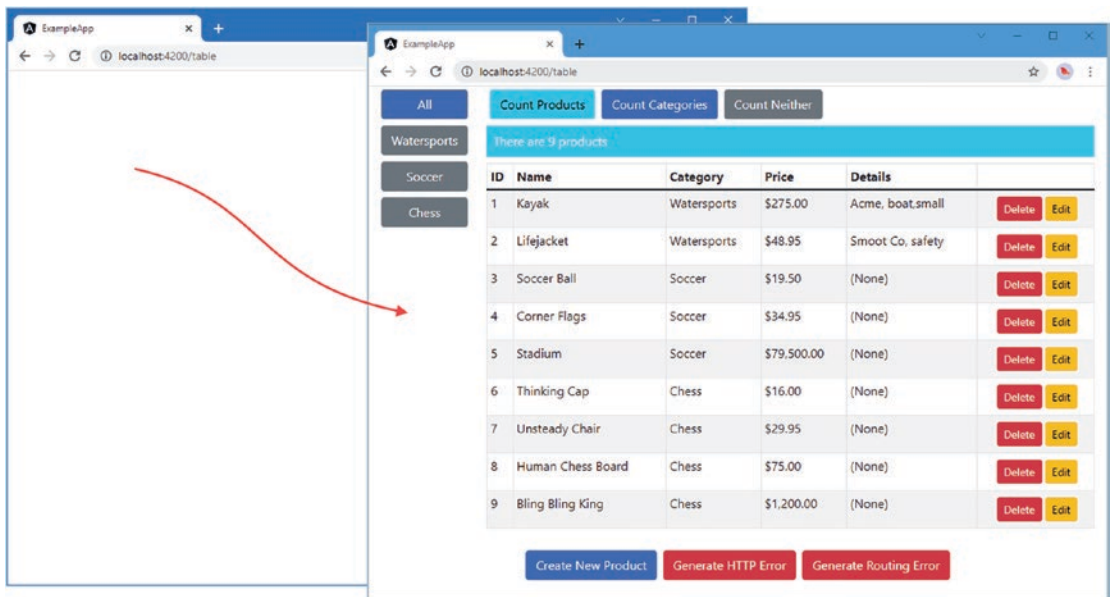 ExampleApp
localhost:4200/table
ExampleApp
localhost:4200/table
All
Watersports
Soccer
Chess
Count Products Count Categories Count Neither
There are 9 products
ID Name Category Price Details
1 Kayak Watersports $275.00 Acme, boat,small Delete Edit
2 Lifejacket Watersports $48.95 Smoot Co, safety Delete Edit
3 Soccer Ball Soccer $19.50 (None) Delete Edit
4 Corner Flags Soccer $34.95 (None) Delete Edit
5 Stadium Soccer $79,500.00 (None) Delete Edit
6 Thinking Cap Chess $16.00 (None) Delete Edit
7 Unsteady Chair Chess $29.95 (None) Delete Edit
8 Human Chess Board Chess $75.00 (None) Delete Edit
9 Bling Bling King Chess $1,200.00 (None) Delete Edit
Create New Product Generate HTTP Error Generate Routing Error